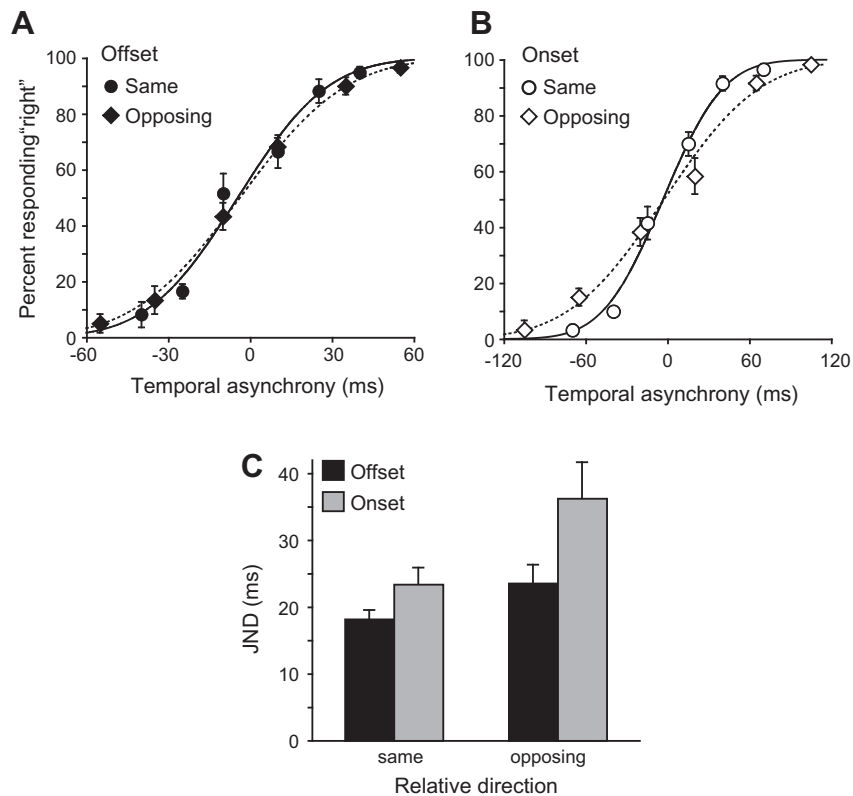 A
Offset
Same
Opposing
Percent responding“right”
100
80
60
40
20
0
-60
-30
0
30
60
Temporal asynchrony (ms)
B
Onset
Same
Opposing
100
80
60
40
20
0
-120
-60
0
60
120
Temporal asynchrony (ms)
C
Offset
Onset
JND (ms)
40
30
20
10
0
same
opposing
Relative direction